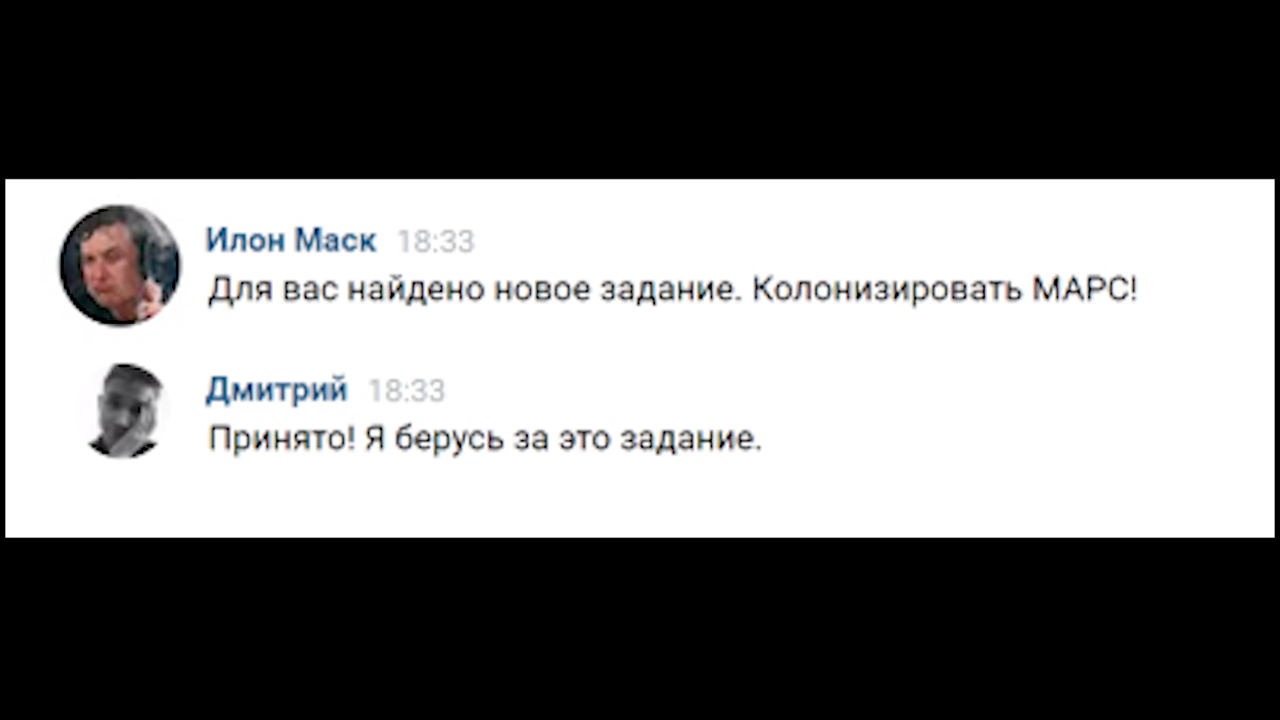 Илон Маск 18:33
Для вас найдено новое задание. Колонизировать МАРС!
Дмитрий 18:33
Принято! Я берусь за это задание.